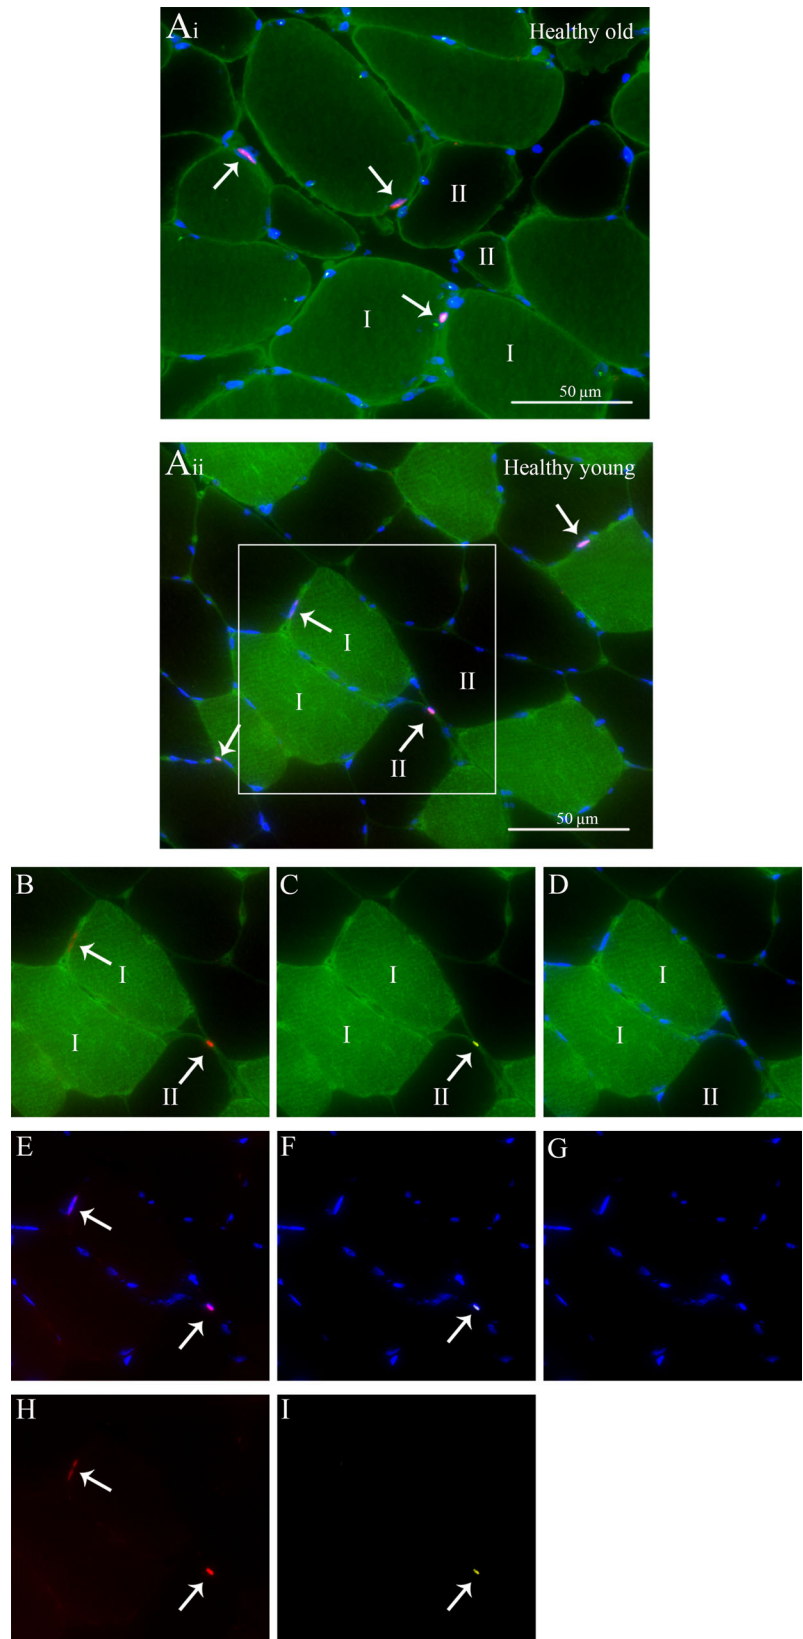 Ai Healthy old
II
II
I
I
50 µm
Aii Healthy young
I
II
I
II
50 µm
B C D
I I I
I I I
II II II
E F G
H I